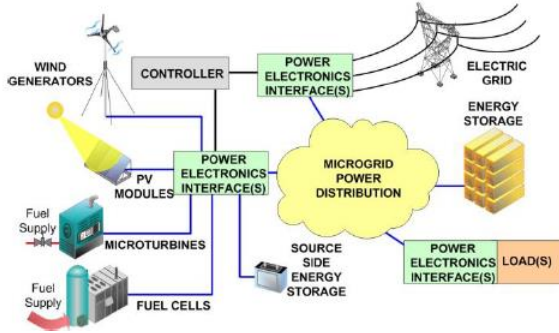 WIND
GENERATORS
CONTROLLER
POWER
ELECTRONICS
INTERFACE(S)
ELECTRIC
GRID
ENERGY
STORAGE
PV
MODULES
POWER
ELECTRONICS
INTERFACE(S)
MICROGRID
POWER
DISTRIBUTION
Fuel
Supply
MICROTURBINES
SOURCE
SIDE
ENERGY
STORAGE
POWER
ELECTRONICS
INTERFACE(S)
LOAD(S)
Fuel
Supply
FUEL CELLS